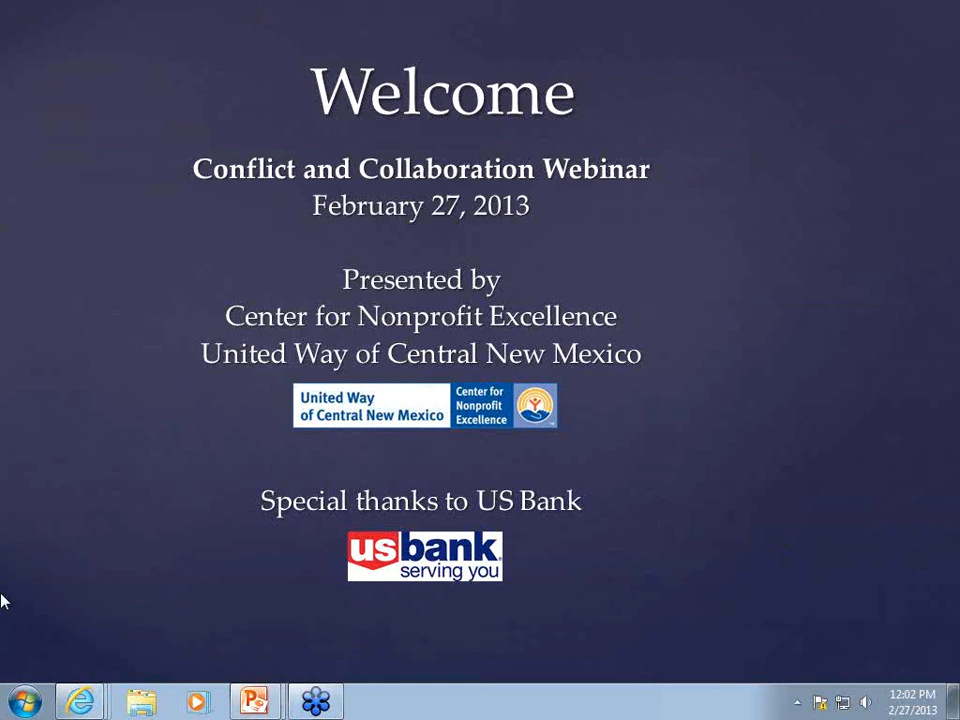 Welcome
Conflict and Collaboration Webinar
February 27, 2013
Presented by
Center for Nonprofit Excellence
United Way of Central New Mexico
United Way
of Central New Mexico
Center for
Nonprofit
Excellence
Special thanks to US Bank
usbank
serving you
12:02 PM
2/27/2013